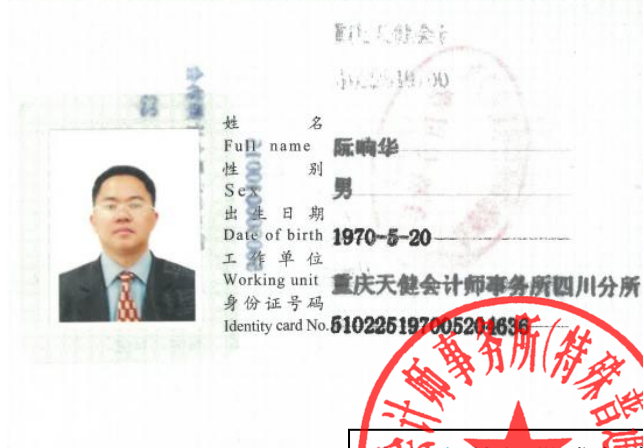 姓 名
Full name 阮响华
性 别
Sex 男
出生日期
Date of birth 1970-5-20
工作单位
Working unit 重庆天健会计师事务所四川分所
身份证号码
Identity card No. 510225197005204636
计师事务所(特殊普通